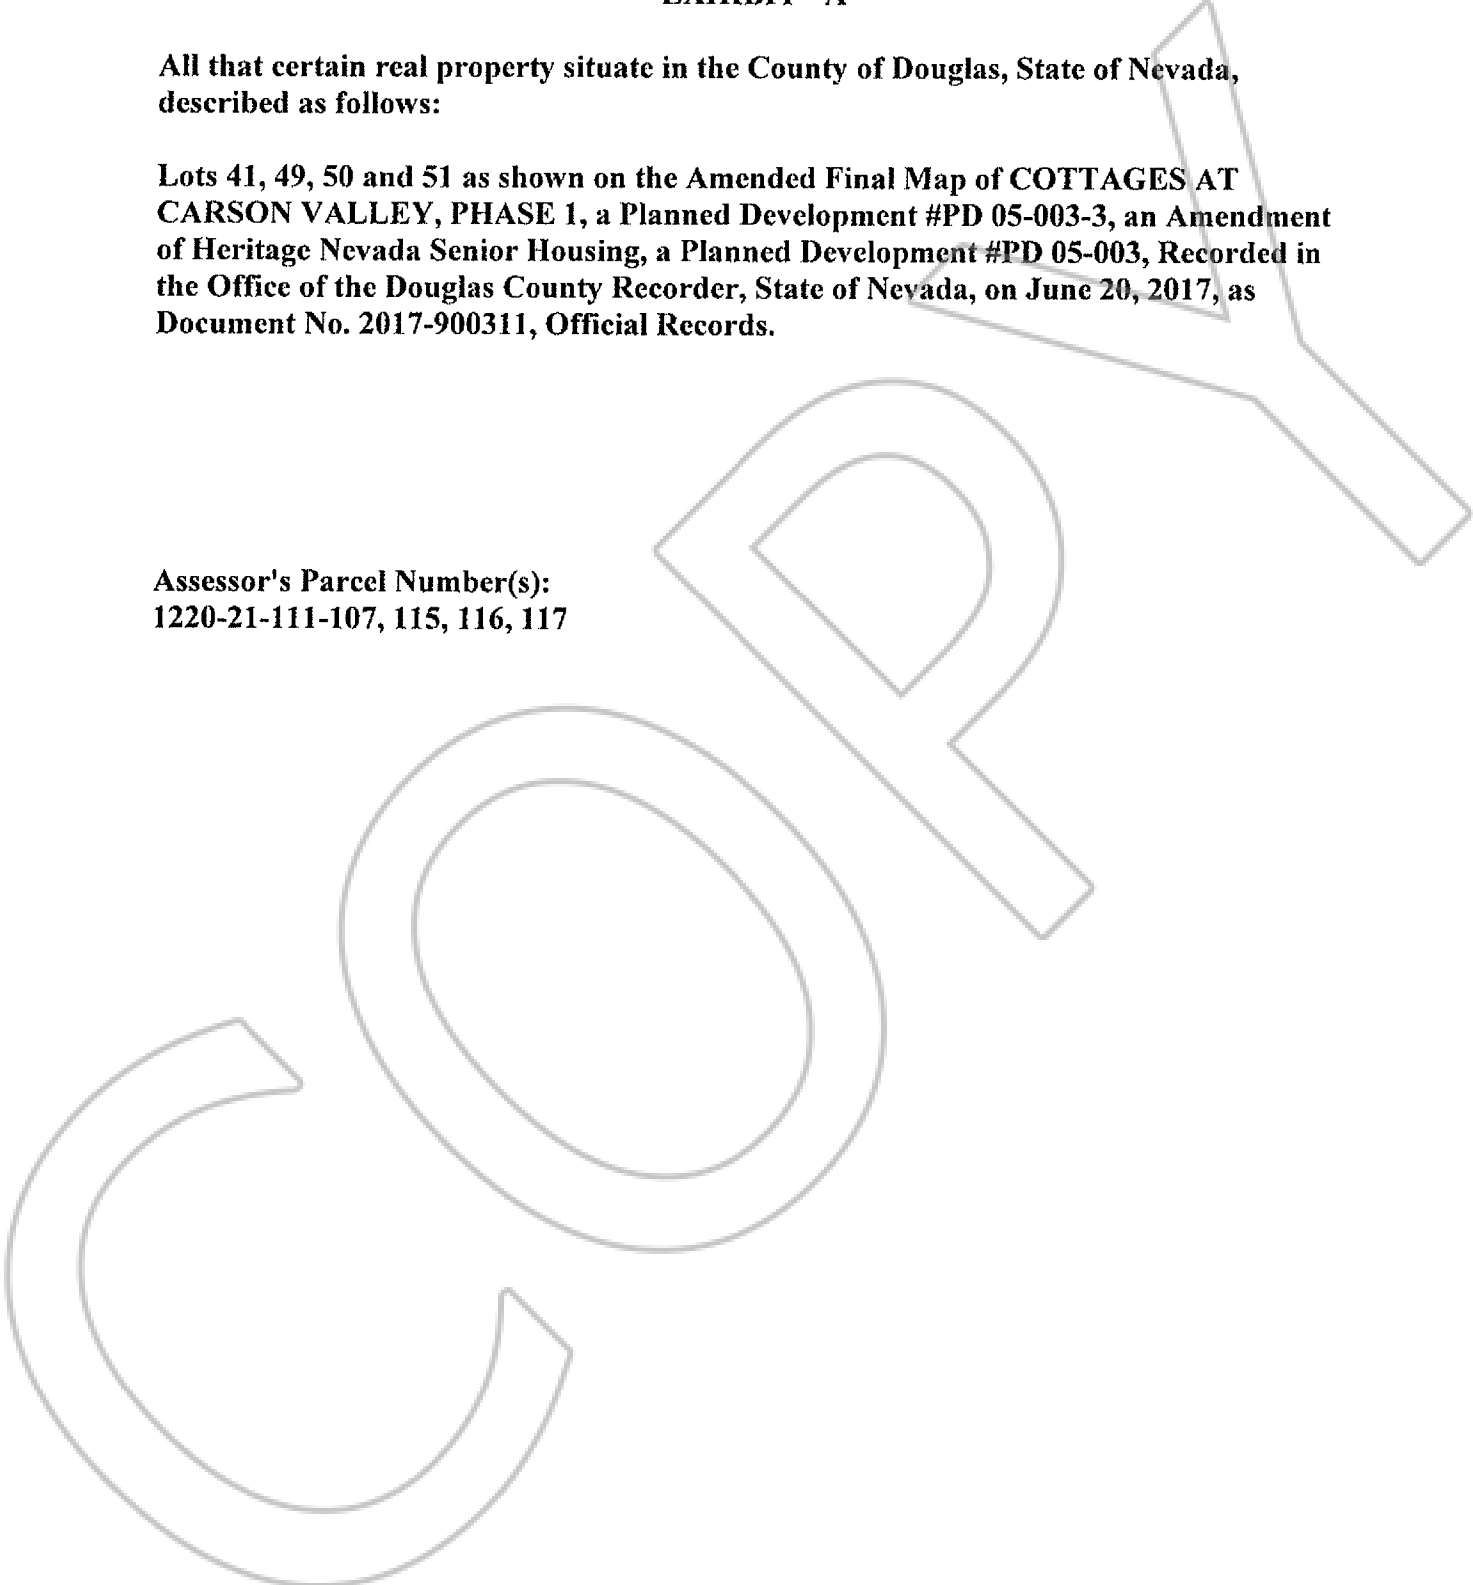 EXHIBIT "A"
All that certain real property situate in the County of Douglas, State of Nevada,
described as follows:
Lots 41, 49, 50 and 51 as shown on the Amended Final Map of COTTAGES AT
CARSON VALLEY, PHASE 1, a Planned Development #PD 05-003-3, an Amendment
of Heritage Nevada Senior Housing, a Planned Development #PD 05-003, Recorded in
the Office of the Douglas County Recorder, State of Nevada, on June 20, 2017, as
Document No. 2017-900311, Official Records.
Assessor's Parcel Number(s):
1220-21-111-107, 115, 116, 117
COPY